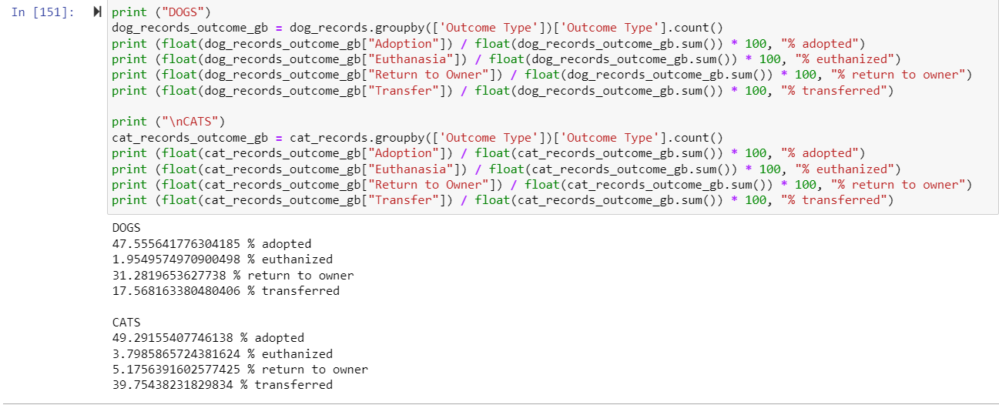 In [151]:
print ("DOGS")
dog_records_outcome_gb = dog_records.groupby(['Outcome Type'])['Outcome Type'].count()
print (float(dog_records_outcome_gb["Adoption"]) / float(dog_records_outcome_gb.sum()) * 100, "% adopted")
print (float(dog_records_outcome_gb["Euthanasia"]) / float(dog_records_outcome_gb.sum()) * 100, "% euthanized")
print (float(dog_records_outcome_gb["Return to Owner"]) / float(dog_records_outcome_gb.sum()) * 100, "% return to owner")
print (float(dog_records_outcome_gb["Transfer"]) / float(dog_records_outcome_gb.sum()) * 100, "% transferred")
print ("\nCATS")
cat_records_outcome_gb = cat_records.groupby(['Outcome Type'])['Outcome Type'].count()
print (float(cat_records_outcome_gb["Adoption"]) / float(cat_records_outcome_gb.sum()) * 100, "% adopted")
print (float(cat_records_outcome_gb["Euthanasia"]) / float(cat_records_outcome_gb.sum()) * 100, "% euthanized")
print (float(cat_records_outcome_gb["Return to Owner"]) / float(cat_records_outcome_gb.sum()) * 100, "% return to owner")
print (float(cat_records_outcome_gb["Transfer"]) / float(cat_records_outcome_gb.sum()) * 100, "% transferred")
DOGS
47.555641776304185 % adopted
1.9549574970900498 % euthanized
31.2819653627738 % return to owner
17.568163380480406 % transferred
CATS
49.29155407746138 % adopted
3.7985865724381624 % euthanized
5.1756391602577425 % return to owner
39.75438231829834 % transferred